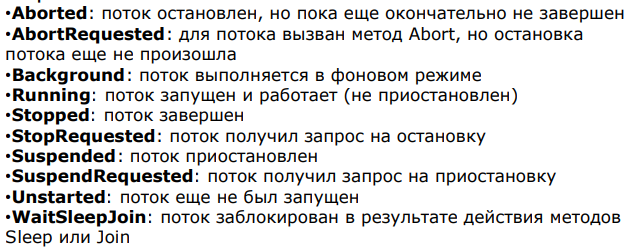 •Aborted: поток остановлен, но пока еще окончательно не завершен
•AbortRequested: для потока вызван метод Abort, но остановка
потока еще не произошла
•Background: поток выполняется в фоновом режиме
•Running: поток запущен и работает (не приостановлен)
•Stopped: поток завершен
•StopRequested: поток получил запрос на остановку
•Suspended: поток приостановлен
•SuspendRequested: поток получил запрос на приостановку
•Unstarted: поток еще не был запущен
•WaitSleepJoin: поток заблокирован в результате действия методов
Sleep или Join